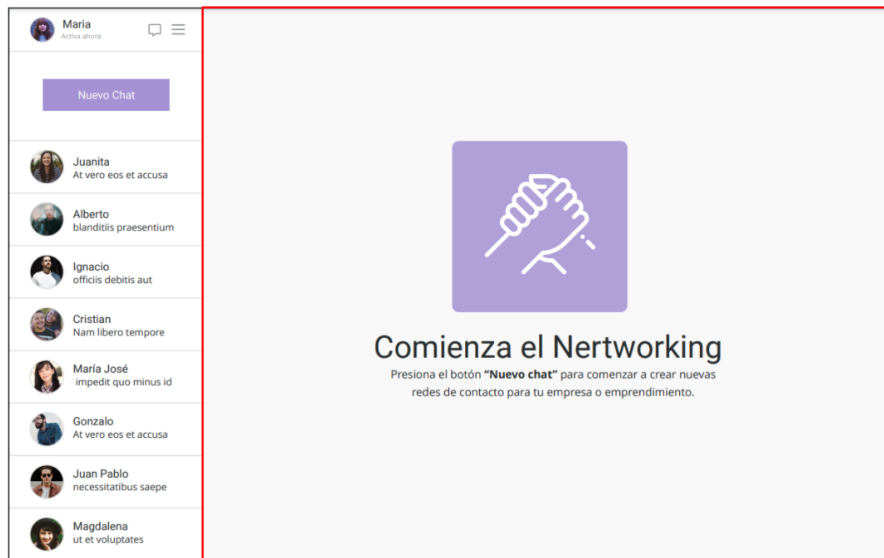 Maria
Activa ahora
Nuevo Chat
Juanita
At vero eos et accusa
Alberto
blanditiis praesentium
Ignacio
officiis debitis aut
Cristian
Nam libero tempore
María José
impedit quo minus id
Gonzalo
At vero eos et accusa
Juan Pablo
necessitatibus saepe
Magdalena
ut et voluptates
Comienza el Nertworking
Presiona el botón “Nuevo chat” para comenzar a crear nuevas
redes de contacto para tu empresa o emprendimiento.